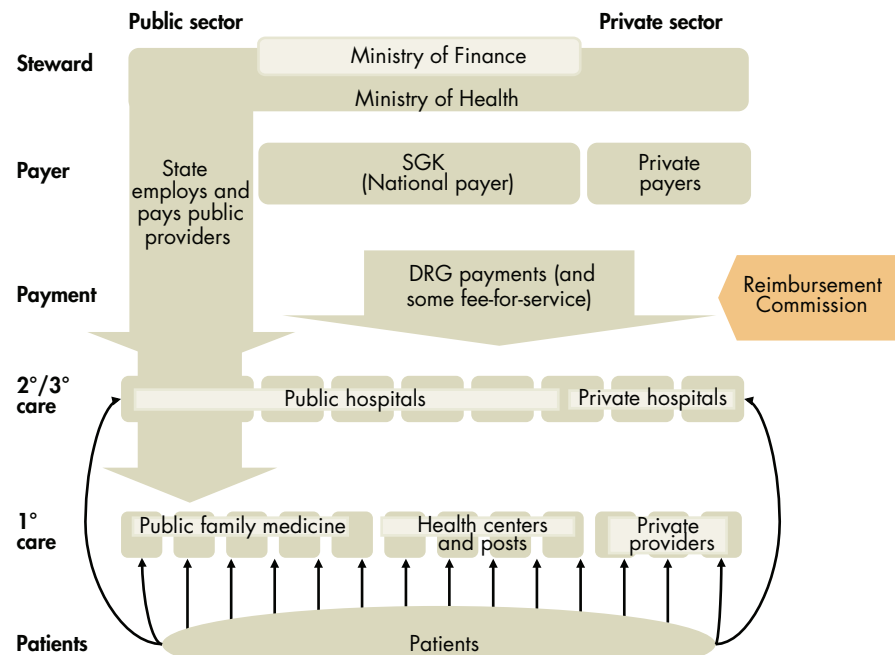 Public sector
Private sector
Steward
Ministry of Finance
Ministry of Health
Payer
State
employs and
pays public
providers
SGK
(National payer)
Private
payers
Payment
DRG payments (and
some fee-for-service)
Reimbursement
Commission
2°/3°
care
Public hospitals
Private hospitals
1°
care
Public family medicine
Health centers
and posts
Private
providers
Patients
Patients